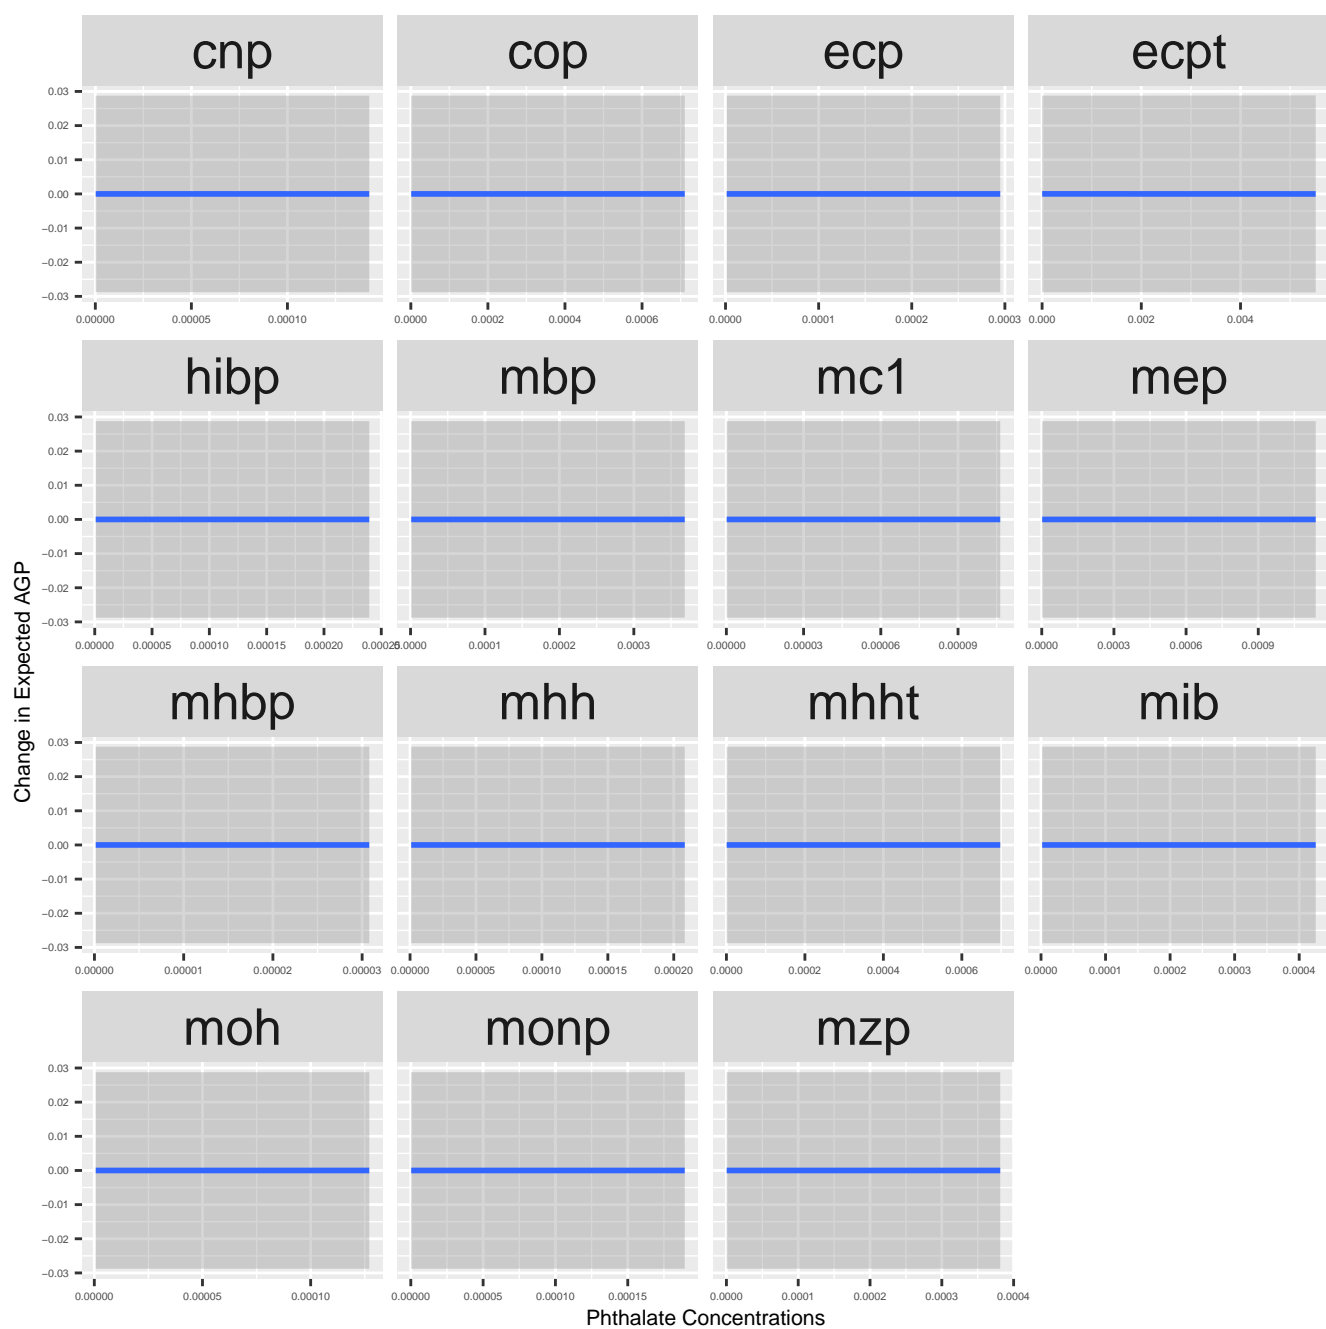 cnp cop ecp ecpt
0.03
0.02
0.01
0.00
−0.01
−0.02
−0.03
0.00000 0.00005 0.00010 0.0000 0.0002 0.0004 0.0006 0.0000 0.0001 0.0002 0.0003 0.000 0.002 0.004
hibp mbp mc1 mep
0.03
0.02
0.01
0.00
−0.01
−0.02
−0.03
0.00000 0.00005 0.00010 0.00015 0.00020 0.00025 0.0000 0.0001 0.0002 0.0003 0.00000 0.00003 0.00006 0.00009 0.0000 0.0003 0.0006 0.0009
Change in Expected AGP
mhbp mhh mhht mib
0.03
0.02
0.01
0.00
−0.01
−0.02
−0.03
0.00000 0.00001 0.00002 0.00003 0.00000 0.00005 0.00010 0.00015 0.00020 0.0000 0.0002 0.0004 0.0006 0.0000 0.0001 0.0002 0.0003 0.0004
moh monp mzp
0.03
0.02
0.01
0.00
−0.01
−0.02
−0.03
0.00000 0.00005 0.00010 0.00000 0.00005 0.00010 0.00015 0.0000 0.0001 0.0002 0.0003 0.0004
Phthalate Concentrations